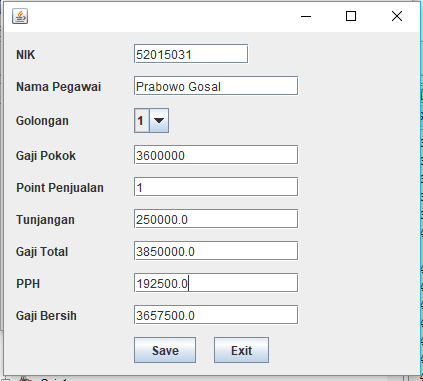 NIK 52015031
Nama Pegawai Prabowo Gosal
Golongan 1
Gaji Pokok 3600000
Point Penjualan 1
Tunjangan 250000.0
Gaji Total 3850000.0
PPH 192500.0
Gaji Bersih 3657500.0
Save Exit